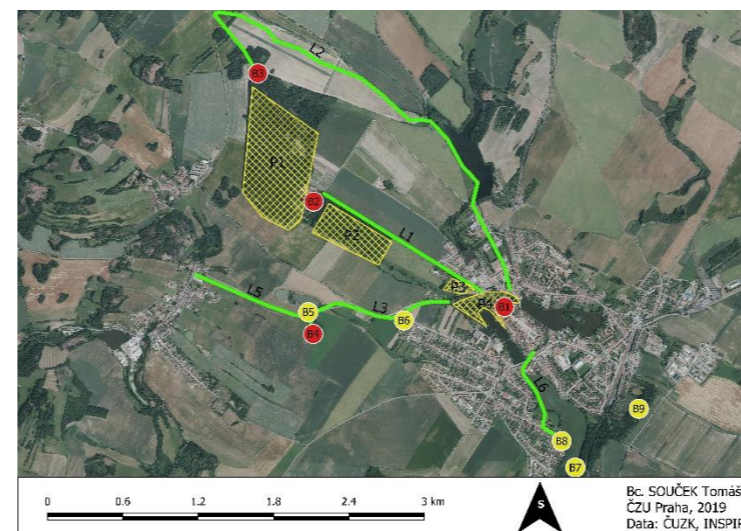 L2
B3
P1
B2
L1
P2
P3
P4
B1
L5
B5
L3
B6
B4
L6
B9
B8
B7
0 0.6 1.2 1.8 2.4 3 km
S
Bc. SOUČEK Tomáš
ČZU Praha, 2019
Data: ČUZK, INSPIR